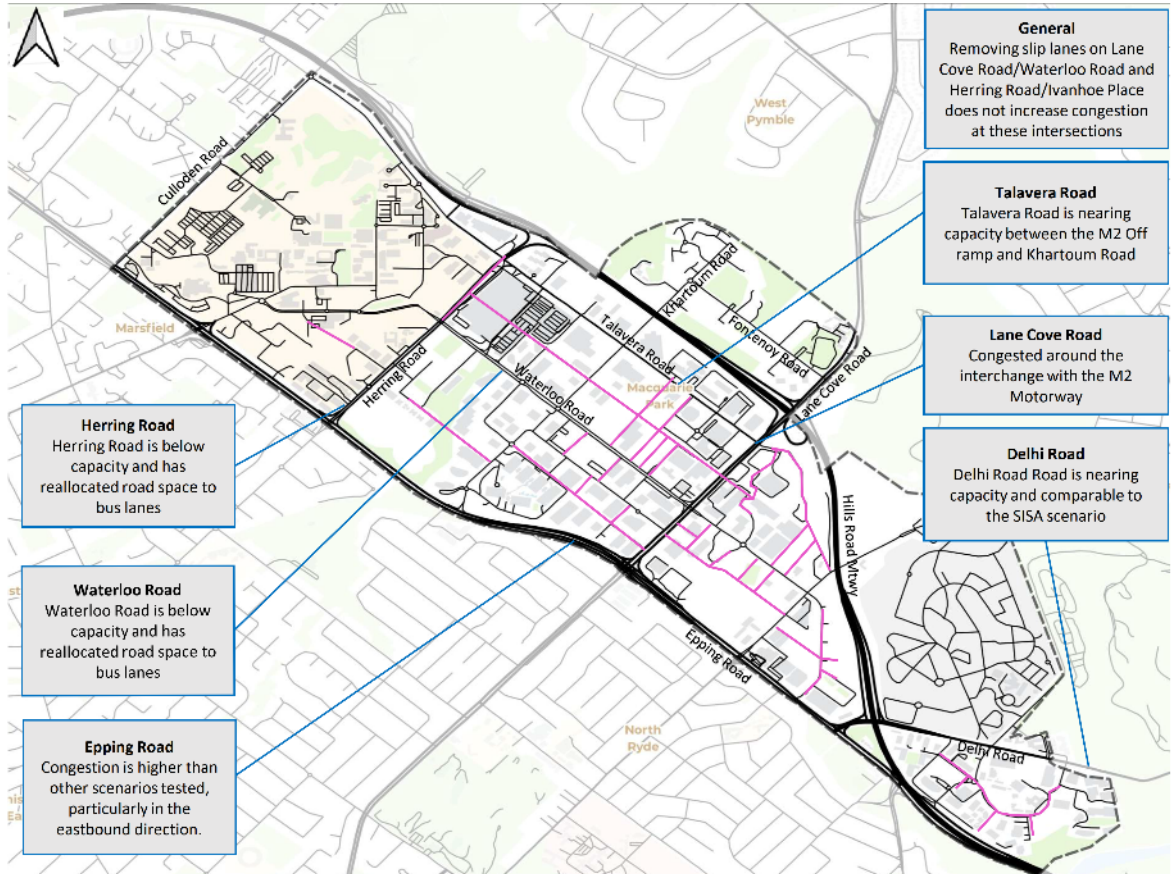 General
Removing slip lanes on Lane
Cove Road/Waterloo Road and
Herring Road/Ivanhoe Place
does not increase congestion
at these intersections
West
Pymble
Culloden Road
Talavera Road
Talavera Road is nearing
capacity between the M2 Off
ramp and Khartoum Road
Khartoum Road
Fontenoy Road
Marsfield
Talavera Road
Lane Cove Road
Lane Cove Road
Congested around the
interchange with the M2
Motorway
Herring Road
Waterloo Road
Macquarie
Park
Herring Road
Herring Road is below
capacity and has
reallocated road space to
bus lanes
Delhi Road
Delhi Road Road is nearing
capacity and comparable to
the SISA scenario
Hills Road Mtwy
Waterloo Road
Waterloo Road is below
capacity and has
reallocated road space to
bus lanes
Epping Road
North
Ryde
Delhi Road
Epping Road
Congestion is higher than
other scenarios tested,
particularly in the
eastbound direction.